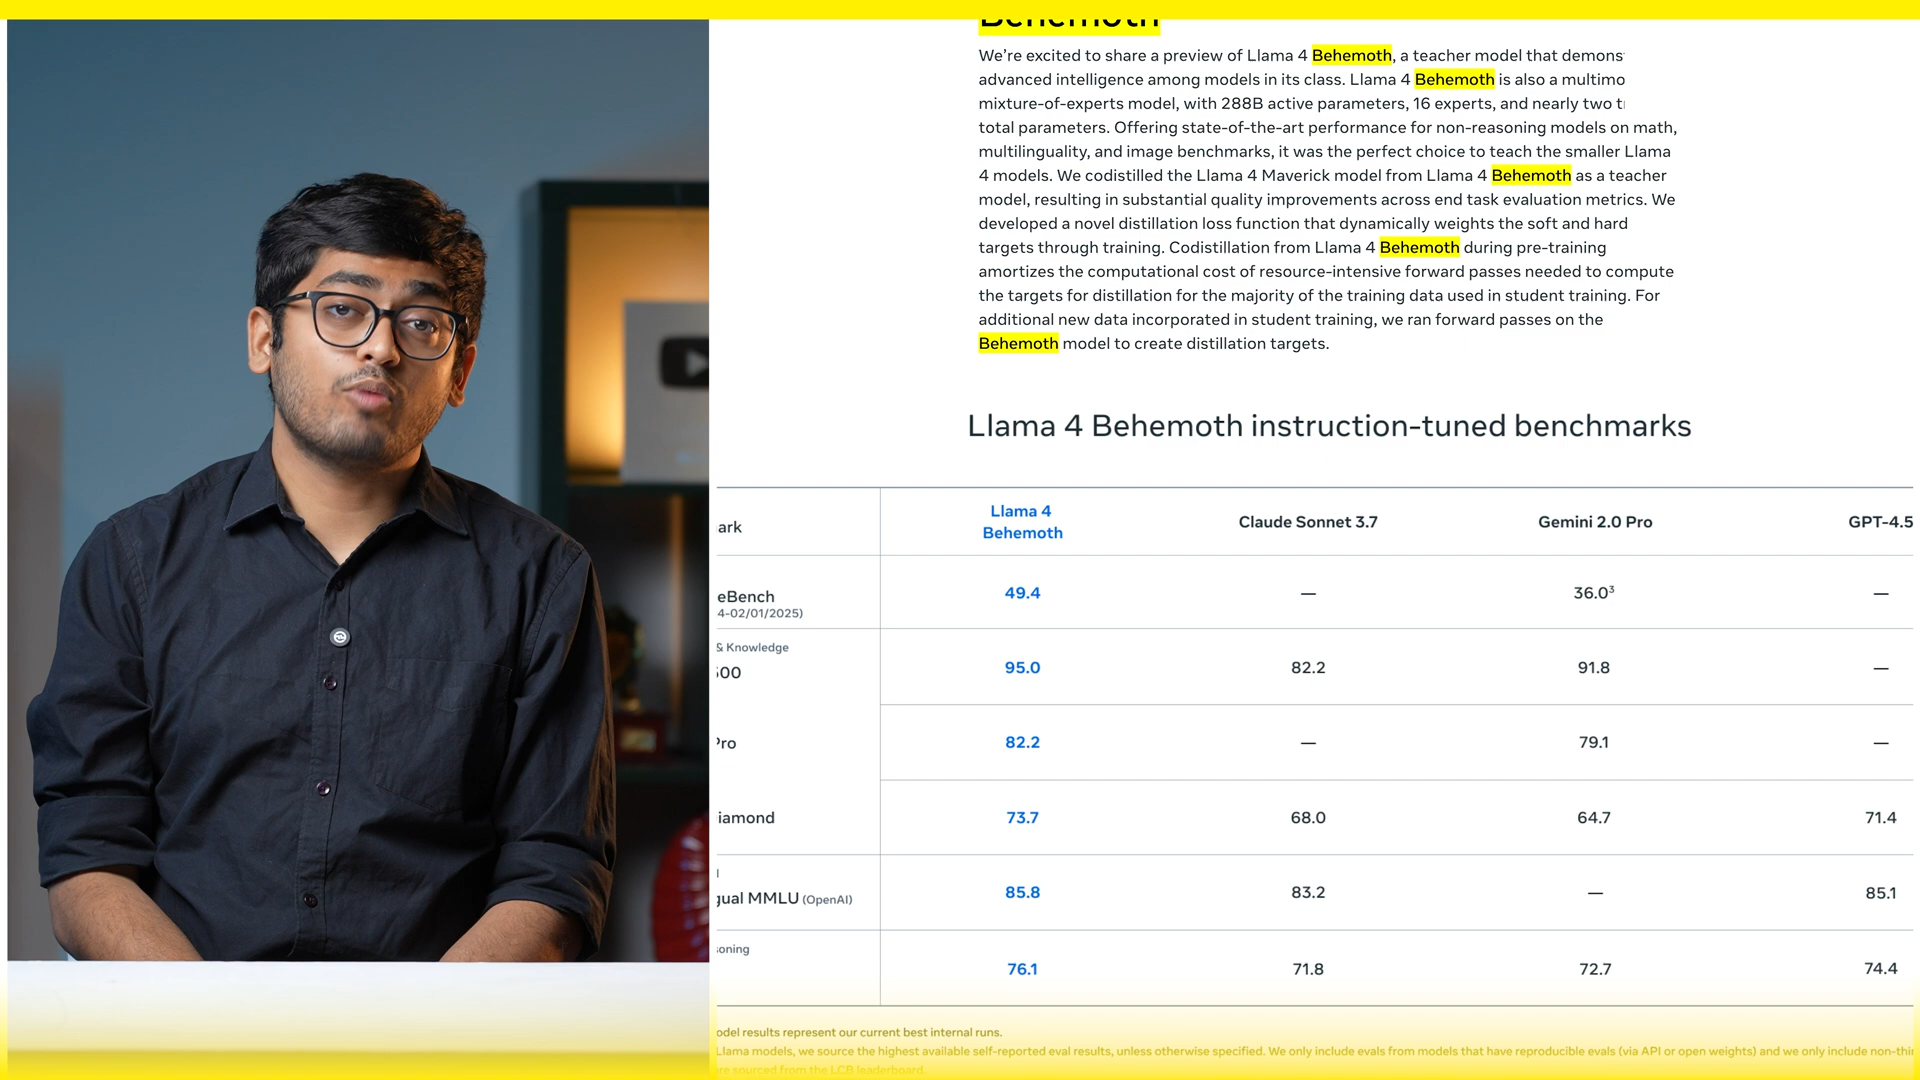 Behemoth
We're excited to share a preview of Llama 4 Behemoth, a teacher model that demons
advanced intelligence among models in its class. Llama 4 Behemoth is also a multimo
mixture-of-experts model, with 288B active parameters, 16 experts, and nearly two
total parameters. Offering state-of-the-art performance for non-reasoning models on math,
multilinguality, and image benchmarks, it was the perfect choice to teach the smaller Llama
4 models. We codistilled the Llama 4 Maverick model from Llama 4 Behemoth as a teacher
model, resulting in substantial quality improvements across end task evaluation metrics. We
developed a novel distillation loss function that dynamically weights the soft and hard
targets through training. Codistillation from Llama 4 Behemoth during pre-training
amortizes the computational cost of resource-intensive forward passes needed to compute
the targets for distillation for the majority of the training data used in student training. For
additional new data incorporated in student training, we ran forward passes on the
Behemoth model to create distillation targets.
Llama 4 Behemoth instruction-tuned benchmarks
ark Llama 4 Behemoth Claude Sonnet 3.7 Gemini 2.0 Pro GPT-4.5
eBench 49.4 — 36.0³ —
4-02/01/2025)
& Knowledge
500 95.0 82.2 91.8 —
Pro 82.2 — 79.1 —
iamond 73.7 68.0 64.7 71.4
gual MMLU (OpenAI) 85.8 83.2 — 85.1
soning
76.1 71.8 72.7 74.4
odel results represent our current best internal runs.
Llama models, we source the highest available self-reported eval results, unless otherwise specified. We only include evals from models that have reproducible evals (via API or open weights) and we only include non-thi
are sourced from the LCB leaderboard.